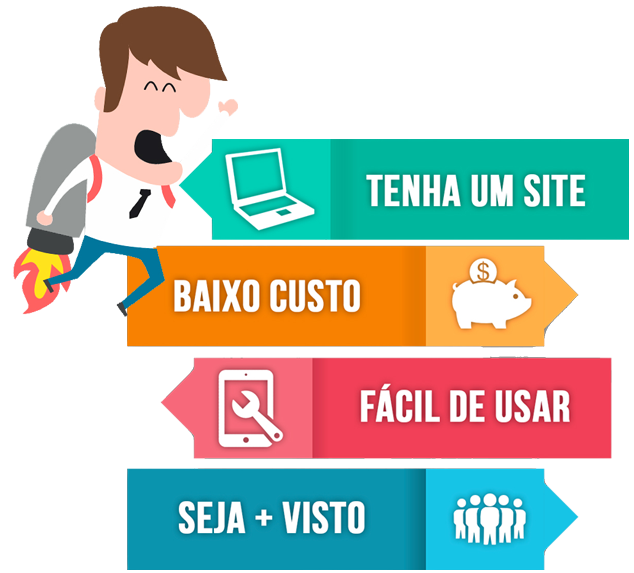 TENHA UM SITE
$
BAIXO CUSTO
FÁCIL DE USAR
SEJA + VISTO